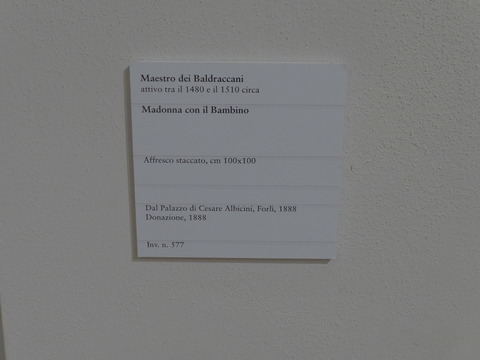 Maestro dei Baldraccani
attivo tra il 1480 e il 1510 circa
Madonna con il Bambino
Affresco staccato, cm 100x100
Dal Palazzo di Cesare Albicini, Forlì, 1888
Donazione, 1888
Inv. n. 577